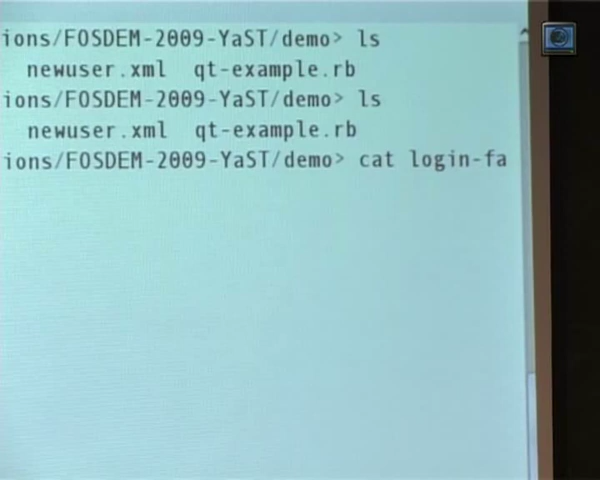 ions/FOSDEM-2009-YaST/demo> ls
newuser.xml qt-example.rb
ions/FOSDEM-2009-YaST/demo> ls
newuser.xml qt-example.rb
ions/FOSDEM-2009-YaST/demo> cat login-fa